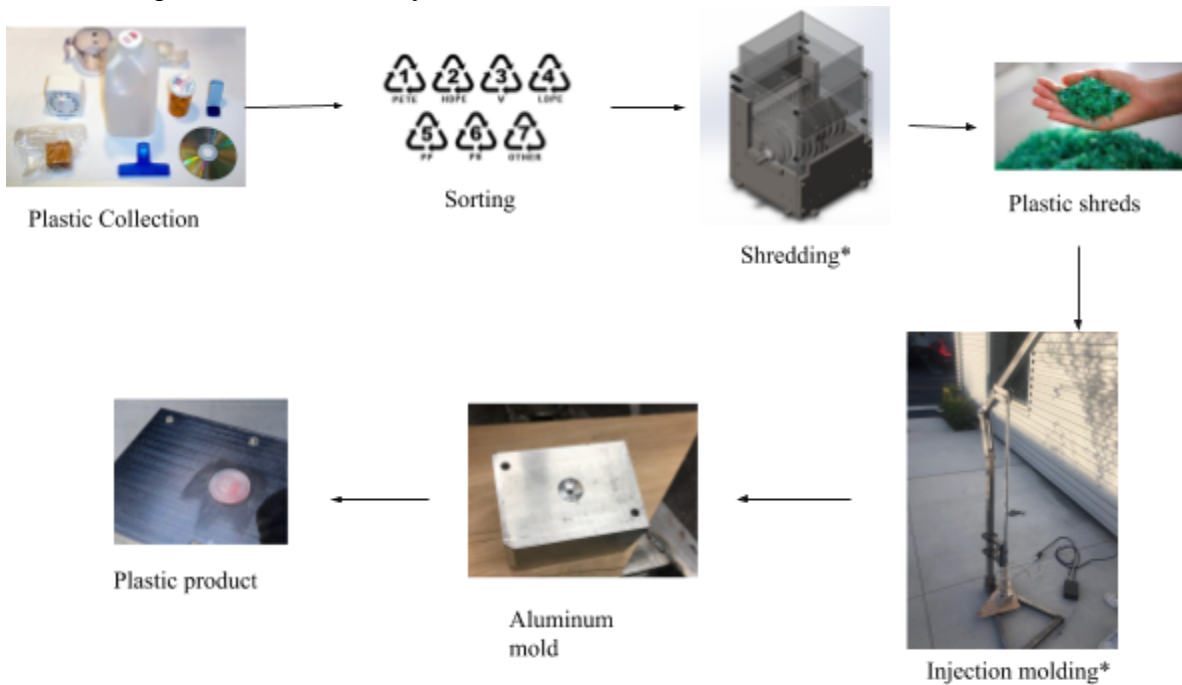 1 2 3 4
PETE HDPE V LDPE
5 6 7
PP PS OTHER
Plastic Collection
Sorting
Shredding*
Plastic shreds
Plastic product
Aluminum
mold
Injection molding*